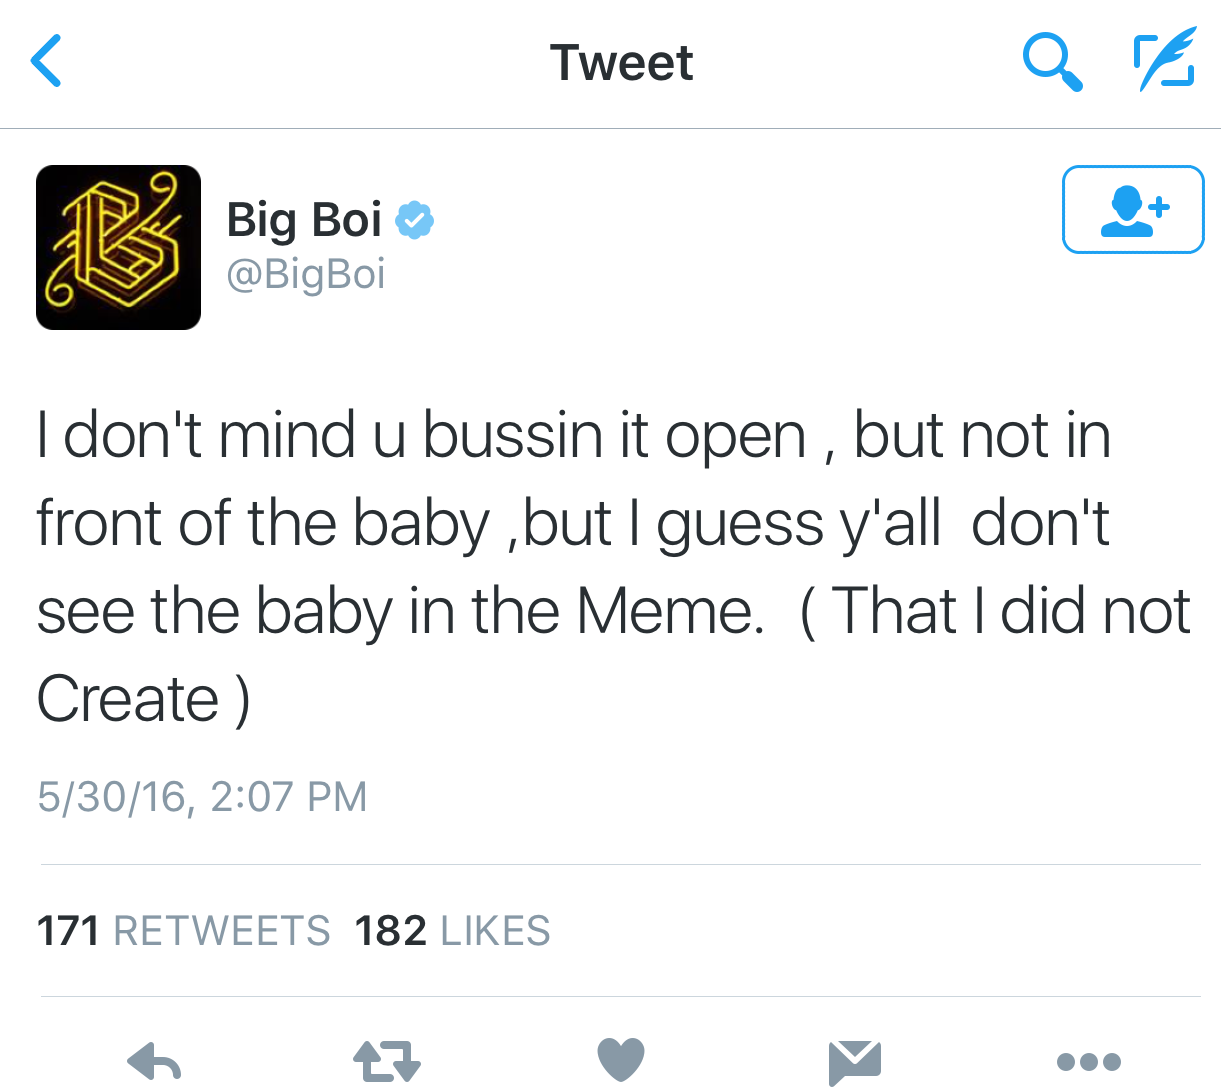 Tweet
Big Boi
@BigBoi
I don't mind u bussin it open , but not in
front of the baby ,but I guess y'all  don't
see the baby in the Meme.  ( That I did not
Create )
5/30/16, 2:07 PM
171 RETWEETS  182 LIKES